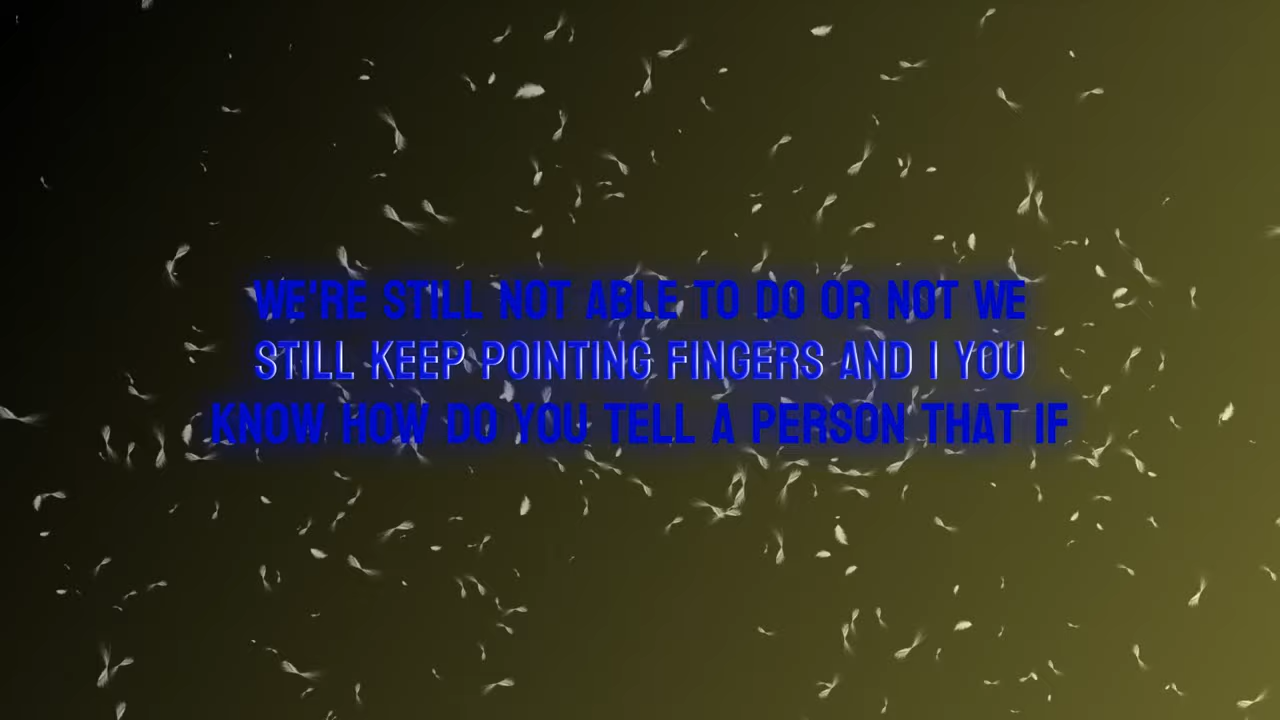 WE'RE STILL NOT ABLE TO DO OR NOT WE
STILL KEEP POINTING FINGERS AND I YOU
KNOW HOW DO YOU TELL A PERSON THAT IF